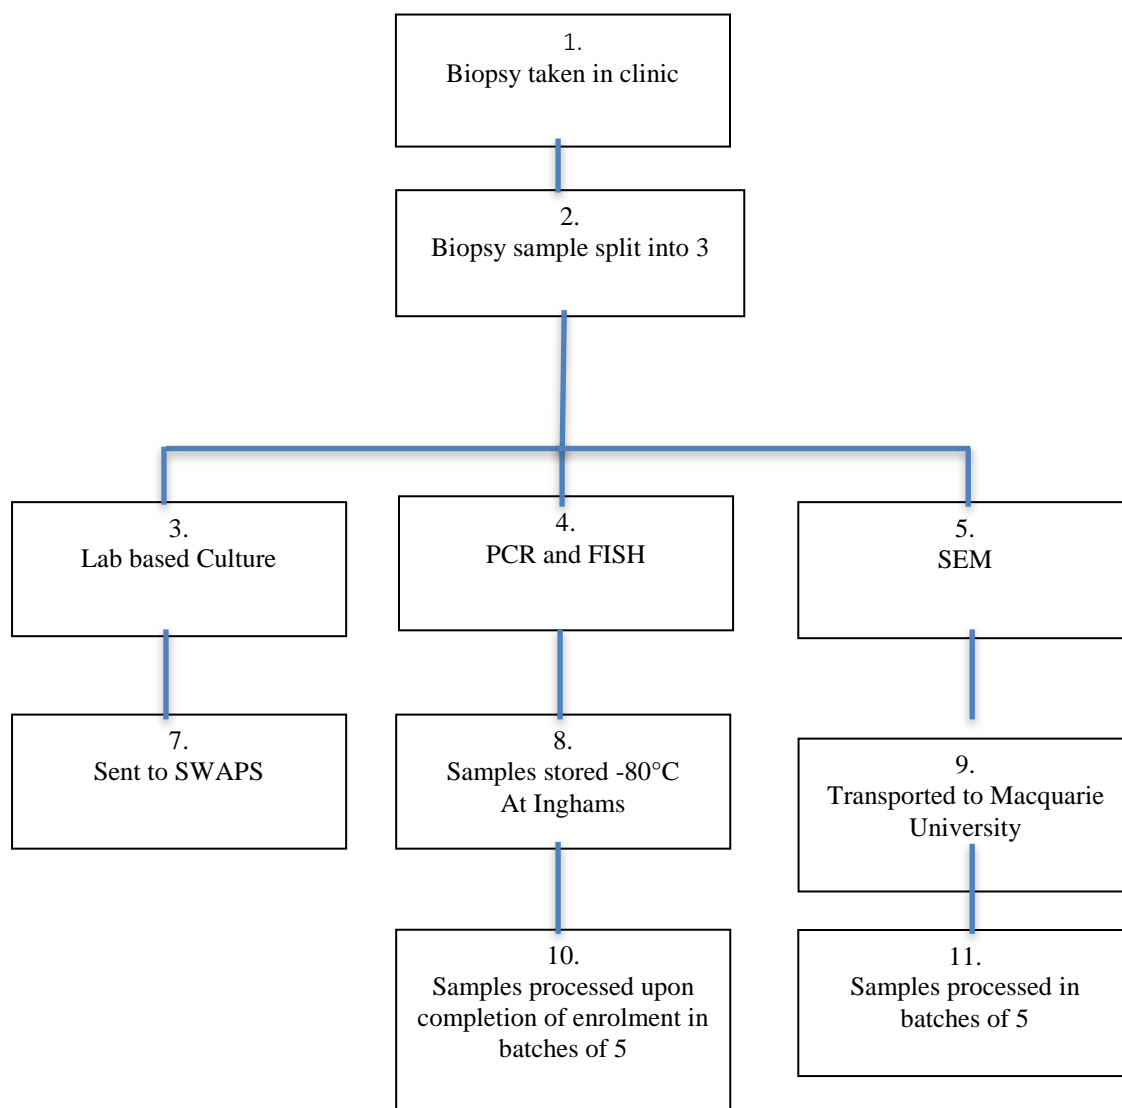 1.
Biopsy taken in clinic
2.
Biopsy sample split into 3
3.
Lab based Culture
4.
PCR and FISH
5.
SEM
7.
Sent to SWAPS
8.
Samples stored -80°C
At Inghams
9.
Transported to Macquarie
University
10.
Samples processed upon
completion of enrolment in
batches of 5
11.
Samples processed in
batches of 5